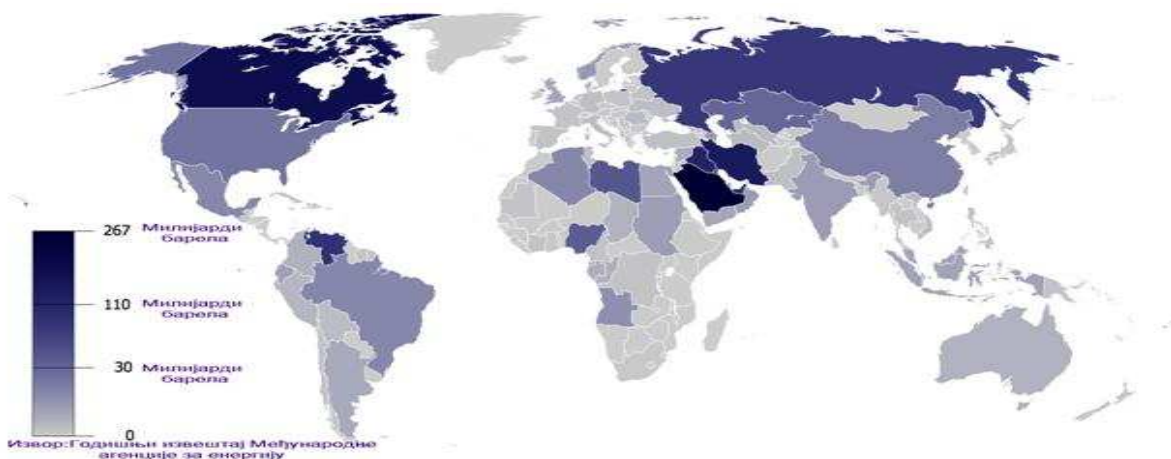 267 Милијарди
барела
110 Милијарди
барела
30 Милијарди
барела
0
Извор:Годишњи извештај Међународне
агенције за енергију